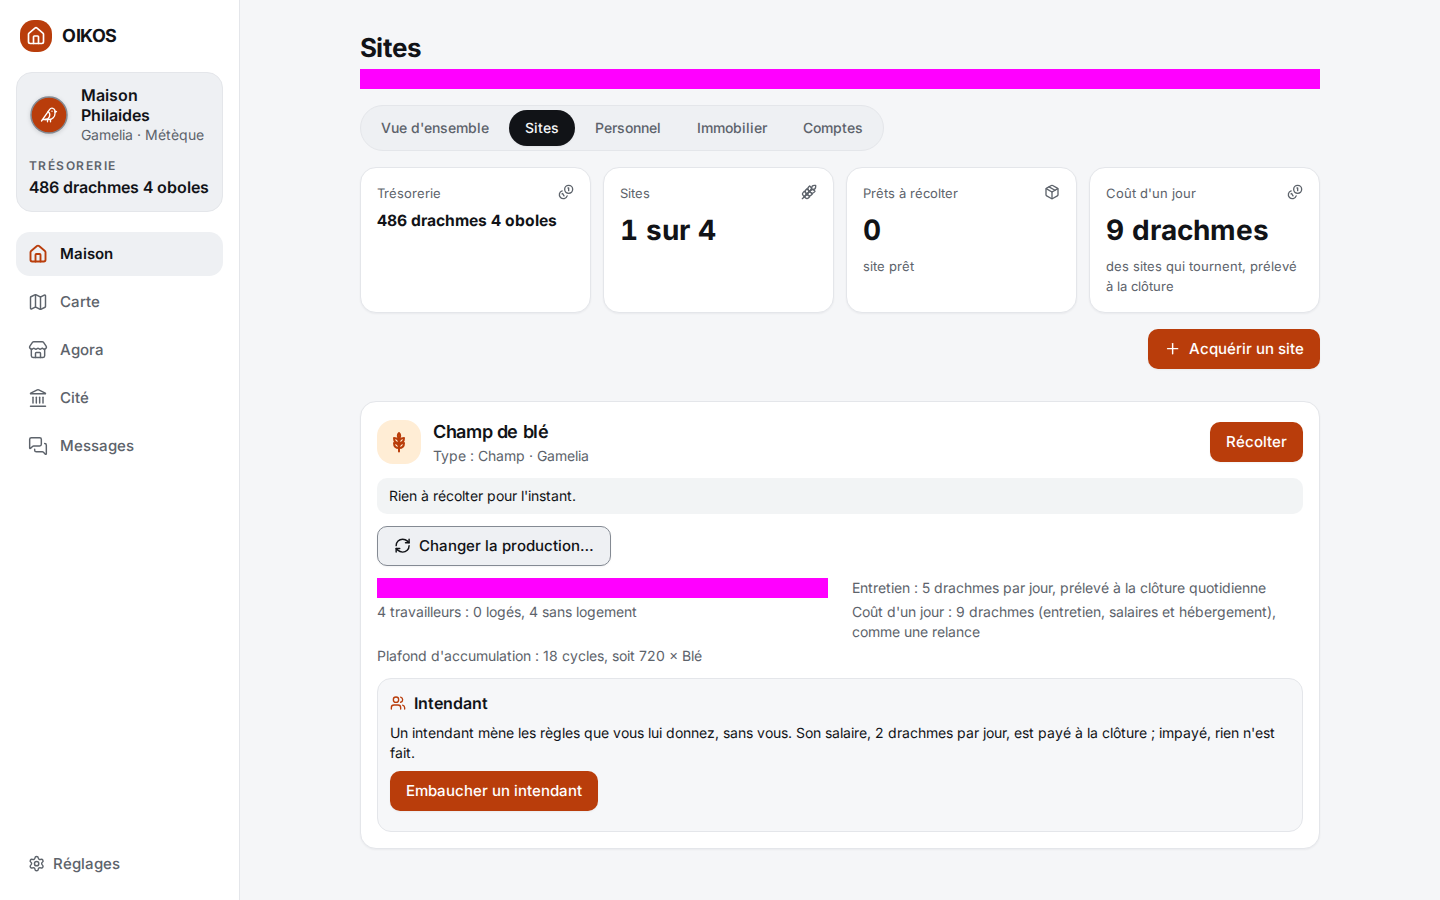 OIKOS
Maison
Philaides
Gamelia · Métèque
TRÉSORERIE
486 drachmes 4 oboles
Maison
Carte
Agora
Cité
Messages
Réglages
Sites
Vue d'ensemble
Sites
Personnel
Immobilier
Comptes
Trésorerie
486 drachmes 4 oboles
Sites
1 sur 4
Prêts à récolter
0
site prêt
Coût d'un jour
9 drachmes
des sites qui tournent, prélevé
à la clôture
Acquérir un site
Champ de blé
Type : Champ · Gamelia
Récolter
Rien à récolter pour l'instant.
Changer la production...
Entretien : 5 drachmes par jour, prélevé à la clôture quotidienne
4 travailleurs : 0 logés, 4 sans logement
Coût d'un jour : 9 drachmes (entretien, salaires et hébergement),
comme une relance
Plafond d'accumulation : 18 cycles, soit 720 × Blé
Intendant
Un intendant mène les règles que vous lui donnez, sans vous. Son salaire, 2 drachmes par jour, est payé à la clôture ; impayé, rien n'est
fait.
Embaucher un intendant